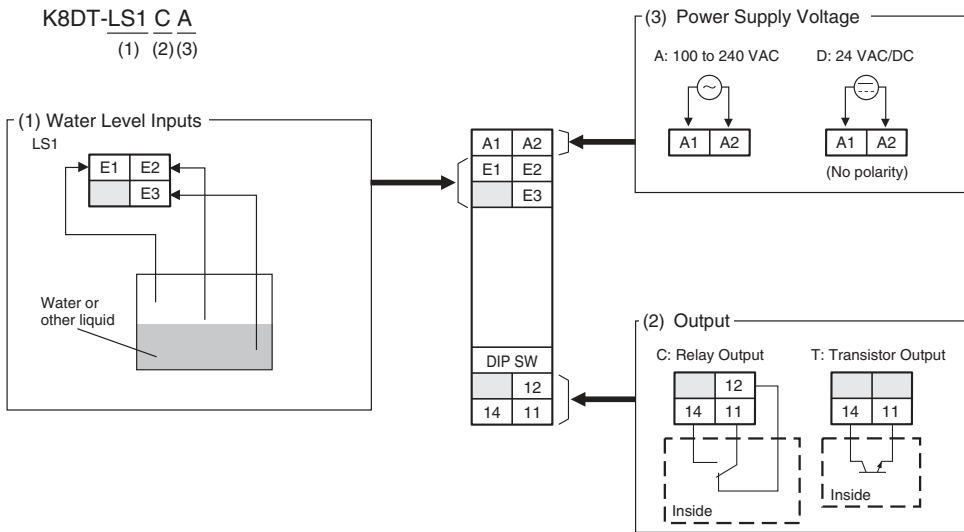 K8DT-LS1 C A
(1) (2) (3)
(1) Water Level Inputs
LS1
E1 E2
E3
Water or
other liquid
A1 A2
E1 E2
E3
DIP SW
12
14 11
(3) Power Supply Voltage
A: 100 to 240 VAC D: 24 VAC/DC
A1 A2 A1 A2
(No polarity)
(2) Output
C: Relay Output T: Transistor Output
12
14 11 14 11
Inside Inside